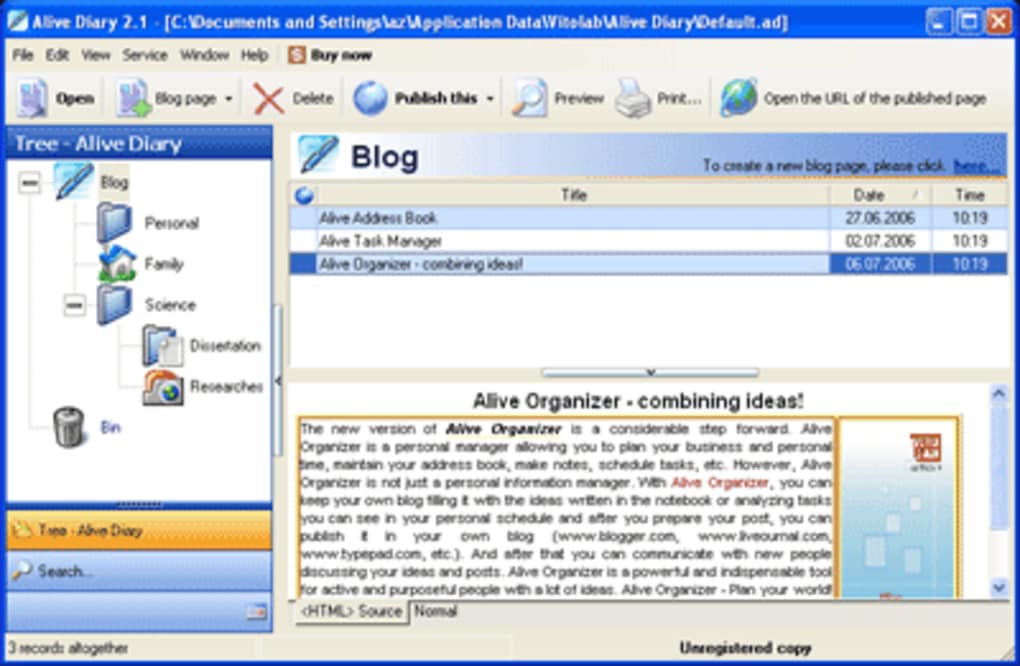 Alive Diary 2.1 - [C:\Documents and Settings\az\Application Data\Vitolab\Alive Diary\Default.ad]
File Edit View Service Window Help Buy now
Open Blog page Delete Publish this Preview Print... Open the URL of the published page
Tree - Alive Diary
Blog
Personal
Family
Science
Dissertation
Researches
Bin
Tree - Alive Diary
Search...
Blog
To create a new blog page, please click here...
Title Date Time
Alive Address Book 27.06.2006 10:19
Alive Task Manager 02.07.2006 10:19
Alive Organizer - combining ideas! 06.07.2006 10:19
Alive Organizer - combining ideas!
The new version of Alive Organizer is a considerable step forward. Alive
Organizer is a personal manager allowing you to plan your business and personal
time, maintain your address book, make notes, schedule tasks, etc. However, Alive
Organizer is not just a personal information manager. With Alive Organizer, you can
keep your own blog filling it with the ideas written in the notebook or analyzing tasks
you can see in your personal schedule and after you prepare your post, you can
publish it in your own blog (www.blogger.com, www.livejournal.com,
www.typepad.com, etc.). And after that you can communicate with new people
discussing your ideas and posts. Alive Organizer is a powerful and indispensable tool
for active and purposeful people with a lot of ideas. Alive Organizer - Plan your world!
<HTML> Source Normal
3 records altogether Unregistered copy